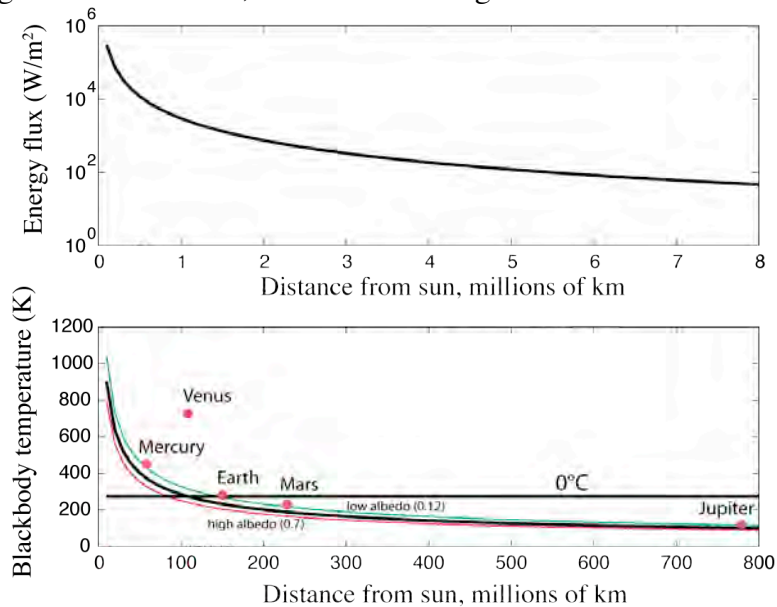 10^6
10^4
10^2
10^0
Energy flux (W/m²)
0 1 2 3 4 5 6 7 8
Distance from sun, millions of km
1200
1000
800
600
400
200
0
Blackbody temperature (K)
Venus
Mercury
Earth
Mars
0°C
low albedo (0.12)
high albedo (0.7)
Jupiter
0 100 200 300 400 500 600 700 800
Distance from sun, millions of km